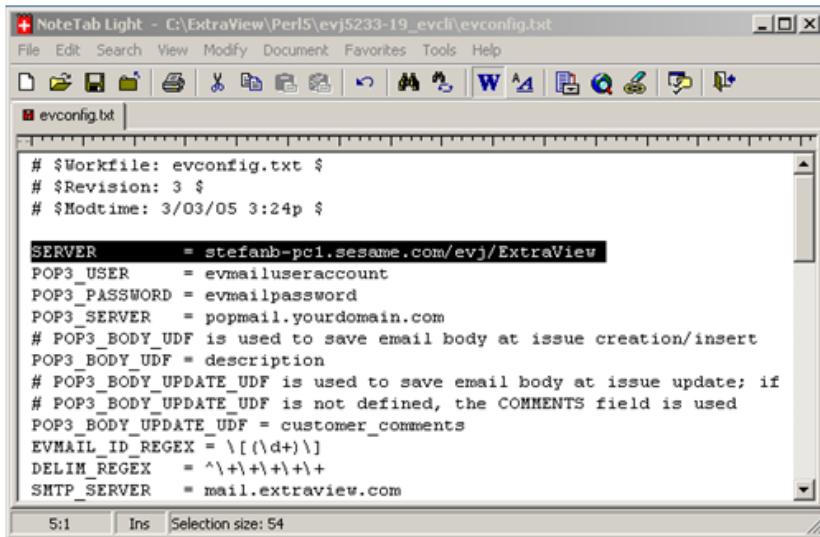 NoteTab Light - C:\ExtraView\Perl5\evj5233-19_evcli\evconfig.txt
File Edit Search View Modify Document Favorites Tools Help
W A A
evconfig.txt
# $Workfile: evconfig.txt $
# $Revision: 3 $
# $Modtime: 3/03/05 3:24p $
SERVER = stefanb-pc1.sesame.com/evj/ExtraView
POP3_USER = evmailuseraccount
POP3_PASSWORD = evmailpassword
POP3_SERVER = popmail.yourdomain.com
# POP3_BODY_UDF is used to save email body at issue creation/insert
POP3_BODY_UDF = description
# POP3_BODY_UPDATE_UDF is used to save email body at issue update; if
# POP3_BODY_UPDATE_UDF is not defined, the COMMENTS field is used
POP3_BODY_UPDATE_UDF = customer_comments
EVMAIL_ID_REGEX = \[(\d+)\]
DELIM_REGEX = ^\+\+\+\+\+
SMTP_SERVER = mail.extraview.com
5:1 Ins Selection size: 54